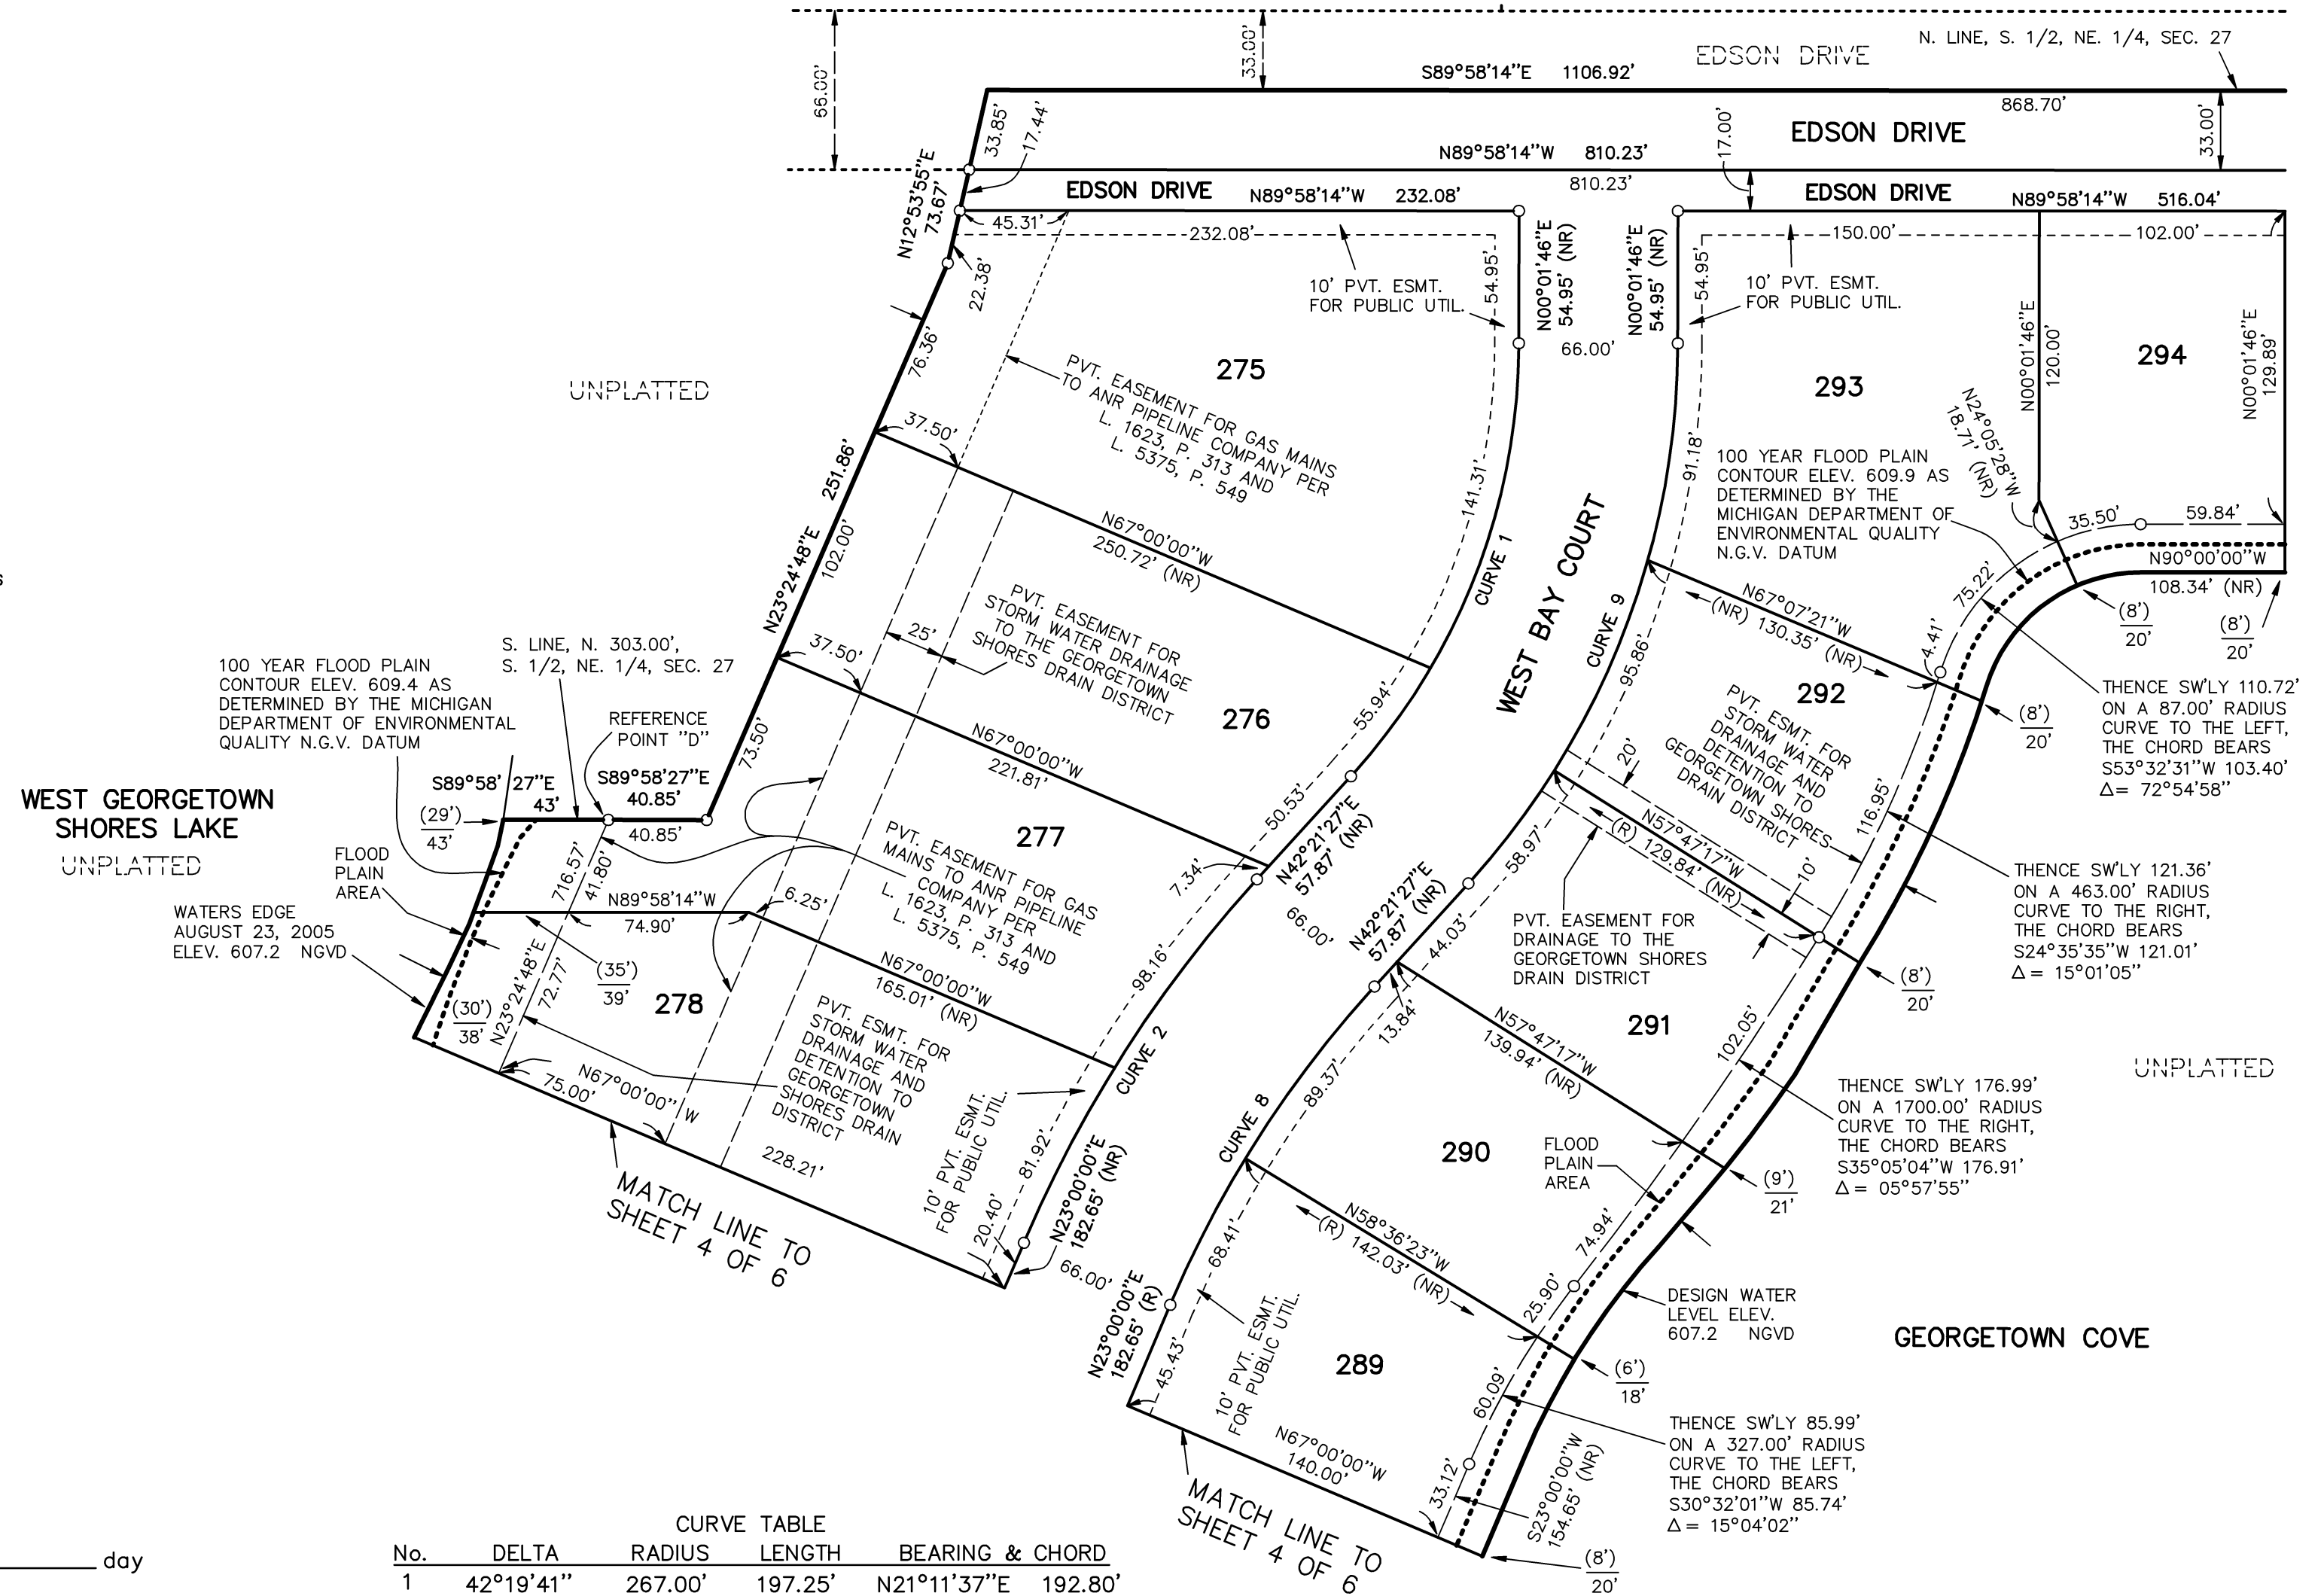 66.00'
33.00'
EDSON DRIVE
N. LINE, S. 1/2, NE. 1/4, SEC. 27
S89°58'14"E 1106.92'
868.70'
33.85'
17.44'
17.00'
EDSON DRIVE
33.00'
N89°58'14"W 810.23'
810.23'
N12°53'55"E
73.67'
EDSON DRIVE
N89°58'14"W 232.08'
EDSON DRIVE
N89°58'14"W 516.04'
45.31'
232.08'
150.00'
102.00'
22.38'
54.95'
N00°01'46"E
54.95' (NR)
N00°01'46"E
54.95' (NR)
54.95'
10' PVT. ESMT.
FOR PUBLIC UTIL.
10' PVT. ESMT.
FOR PUBLIC UTIL.
66.00'
76.36'
275
293
294
N00°01'46"E
120.00'
N00°01'46"E
129.89'
UNPLATTED
PVT. EASEMENT FOR GAS MAINS
TO ANR PIPELINE COMPANY PER
L. 1623, P. 313 AND
L. 5375, P. 549
37.50'
251.86'
N23°24'48"E
102.00'
141.31'
91.18'
N24°05'28"W
18.71' (NR)
100 YEAR FLOOD PLAIN
CONTOUR ELEV. 609.9 AS
DETERMINED BY THE
MICHIGAN DEPARTMENT OF
ENVIRONMENTAL QUALITY
N.G.V. DATUM
35.50'
59.84'
N90°00'00"W
108.34' (NR)
75.22'
4.41'
(8')
20'
(8')
20'
N67°00'00"W
250.72' (NR)
CURVE 1
WEST BAY COURT
CURVE 9
N67°07'21"W
(NR) 130.35' (NR)
s
PVT. EASEMENT FOR
STORM WATER DRAINAGE
TO THE GEORGETOWN
SHORES DRAIN DISTRICT
25'
37.50'
276
55.94'
95.86'
292
PVT. ESMT. FOR
STORM WATER
DRAINAGE AND
DETENTION TO
GEORGETOWN SHORES
DRAIN DISTRICT
20'
116.95'
(8')
20'
THENCE SW'LY 110.72'
ON A 87.00' RADIUS
CURVE TO THE LEFT,
THE CHORD BEARS
S53°32'31"W 103.40'
Δ= 72°54'58"
S. LINE, N. 303.00',
S. 1/2, NE. 1/4, SEC. 27
100 YEAR FLOOD PLAIN
CONTOUR ELEV. 609.4 AS
DETERMINED BY THE MICHIGAN
DEPARTMENT OF ENVIRONMENTAL
QUALITY N.G.V. DATUM
REFERENCE
POINT "D"
73.50'
N67°00'00"W
221.81'
WEST GEORGETOWN
SHORES LAKE
UNPLATTED
S89°58'27"E
43'
S89°58'27"E
40.85'
40.85'
(29')
43'
FLOOD
PLAIN
AREA
716.57'
41.80'
277
50.53'
7.34'
N42°21'27"E
57.87' (NR)
66.00'
58.97'
N57°47'17"W
(R) 129.84' (NR)
10'
PVT. EASEMENT FOR
DRAINAGE TO THE
GEORGETOWN SHORES
DRAIN DISTRICT
THENCE SW'LY 121.36'
ON A 463.00' RADIUS
CURVE TO THE RIGHT,
THE CHORD BEARS
S24°35'35"W 121.01'
Δ = 15°01'05"
PVT. EASEMENT FOR GAS
MAINS TO ANR PIPELINE
COMPANY PER
L. 1623, P. 313 AND
L. 5375, P. 549
N89°58'14"W
74.90'
6.25'
N42°21'27"E
57.87' (NR)
44.03'
13.84'
WATERS EDGE
AUGUST 23, 2005
ELEV. 607.2 NGVD
(35')
39'
(30')
38'
N23°24'48"E
72.77'
278
N67°00'00"W
165.01' (NR)
98.16'
(8')
20'
291
102.05'
N57°47'17"W
139.94' (NR)
UNPLATTED
PVT. ESMT. FOR
STORM WATER
DRAINAGE AND
DETENTION TO
GEORGETOWN
SHORES DRAIN
DISTRICT
CURVE 2
89.37'
CURVE 8
THENCE SW'LY 176.99'
ON A 1700.00' RADIUS
CURVE TO THE RIGHT,
THE CHORD BEARS
S35°05'04"W 176.91'
Δ = 05°57'55"
N67°00'00" W
75.00'
228.21'
10' PVT. ESMT.
FOR PUBLIC UTIL.
81.92'
20.40'
N23°00'00"E
182.65' (NR)
290
FLOOD
PLAIN
AREA
(9')
21'
74.94'
MATCH LINE TO
SHEET 4 OF 6
66.00'
N23°00'00"E
182.65' (R)
68.41'
45.43'
N58°36'23"W
(R) 142.03' (NR)
25.90'
DESIGN WATER
LEVEL ELEV.
607.2 NGVD
GEORGETOWN COVE
10' PVT. ESMT.
FOR PUBLIC UTIL.
289
(6')
18'
60.09'
N67°00'00"W
140.00'
33.12'
S23°00'00"W
154.65' (NR)
THENCE SW'LY 85.99'
ON A 327.00' RADIUS
CURVE TO THE LEFT,
THE CHORD BEARS
S30°32'01"W 85.74'
Δ = 15°04'02"
MATCH LINE TO
SHEET 4 OF 6
(8')
20'
day
CURVE TABLE
No. DELTA RADIUS LENGTH BEARING & CHORD
1 42°19'41" 267.00' 197.25' N21°11'37"E 192.80'